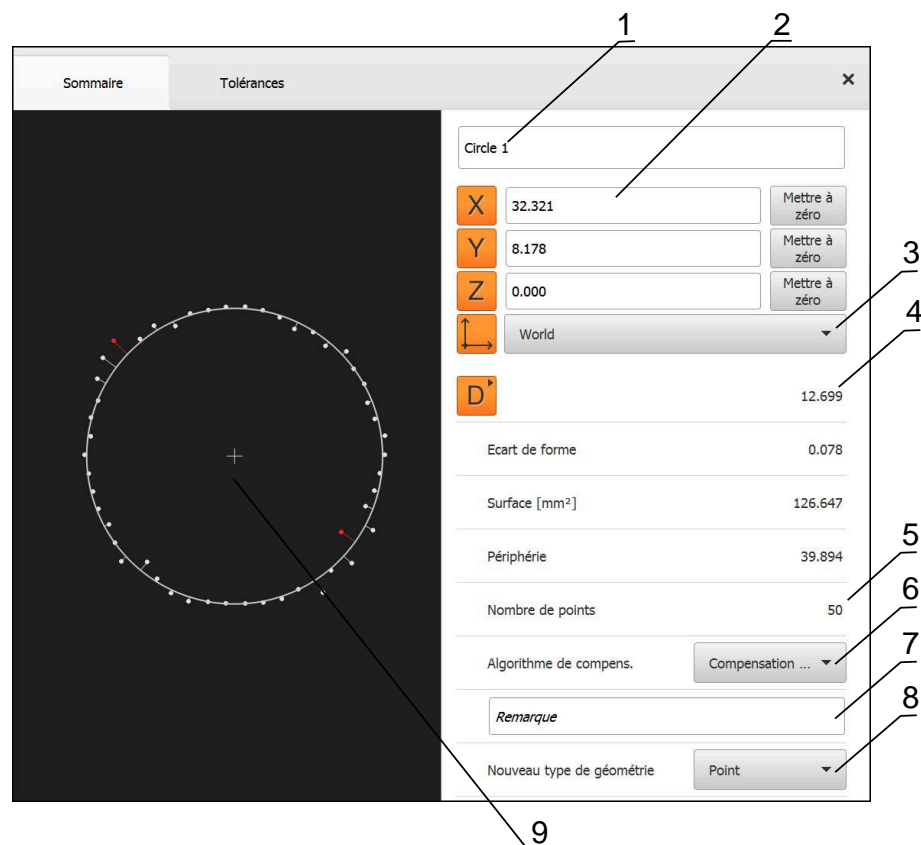 1
2
Sommaire
Tolérances
×
Circle 1
X
32.321
Mettre à
zéro
Y
8.178
Mettre à
zéro
3
Z
0.000
Mettre à
zéro
4
World
D
12.699
Ecart de forme
0.078
Surface [mm²]
126.647
5
Périphérie
39.894
6
Nombre de points
50
7
Algorithme de compens.
Compensation ...
8
Remarque
Nouveau type de géométrie
Point
9